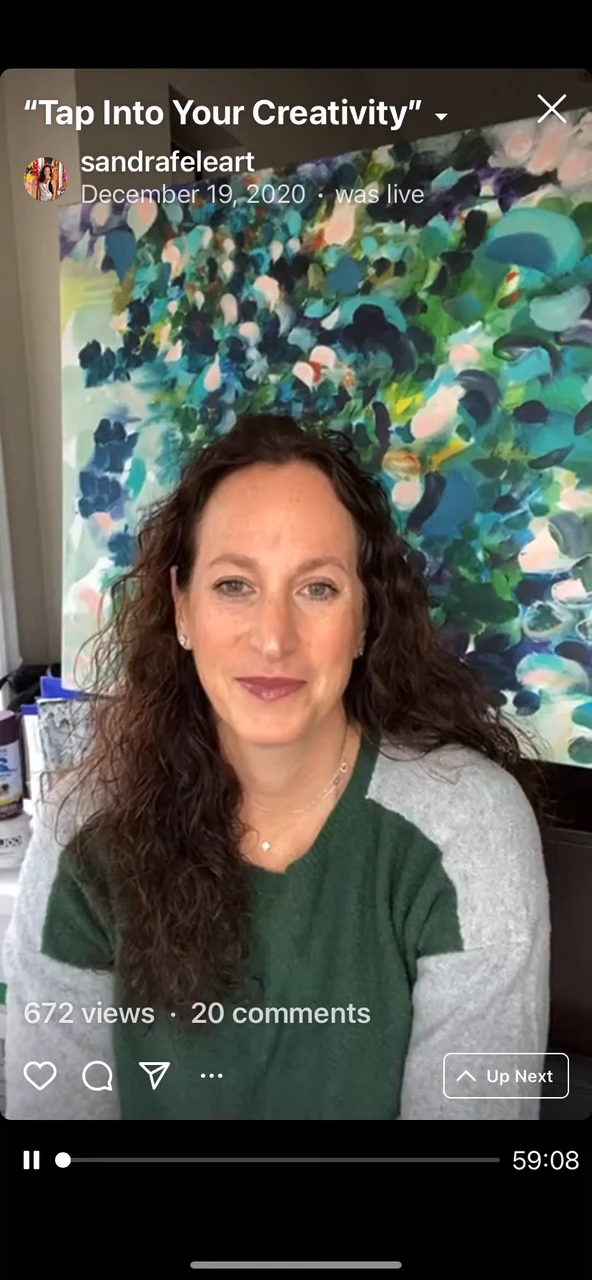 “Tap Into Your Creativity”
sandrafeleart
December 19, 2020 · was live
672 views · 20 comments
Up Next
59:08